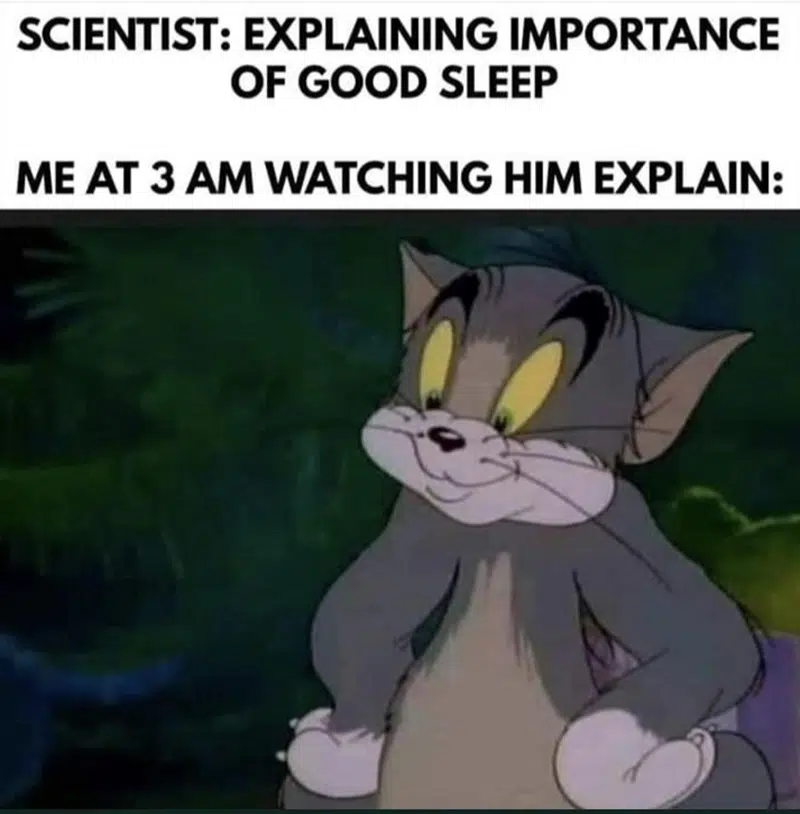 SCIENTIST: EXPLAINING IMPORTANCE
OF GOOD SLEEP
ME AT 3 AM WATCHING HIM EXPLAIN: